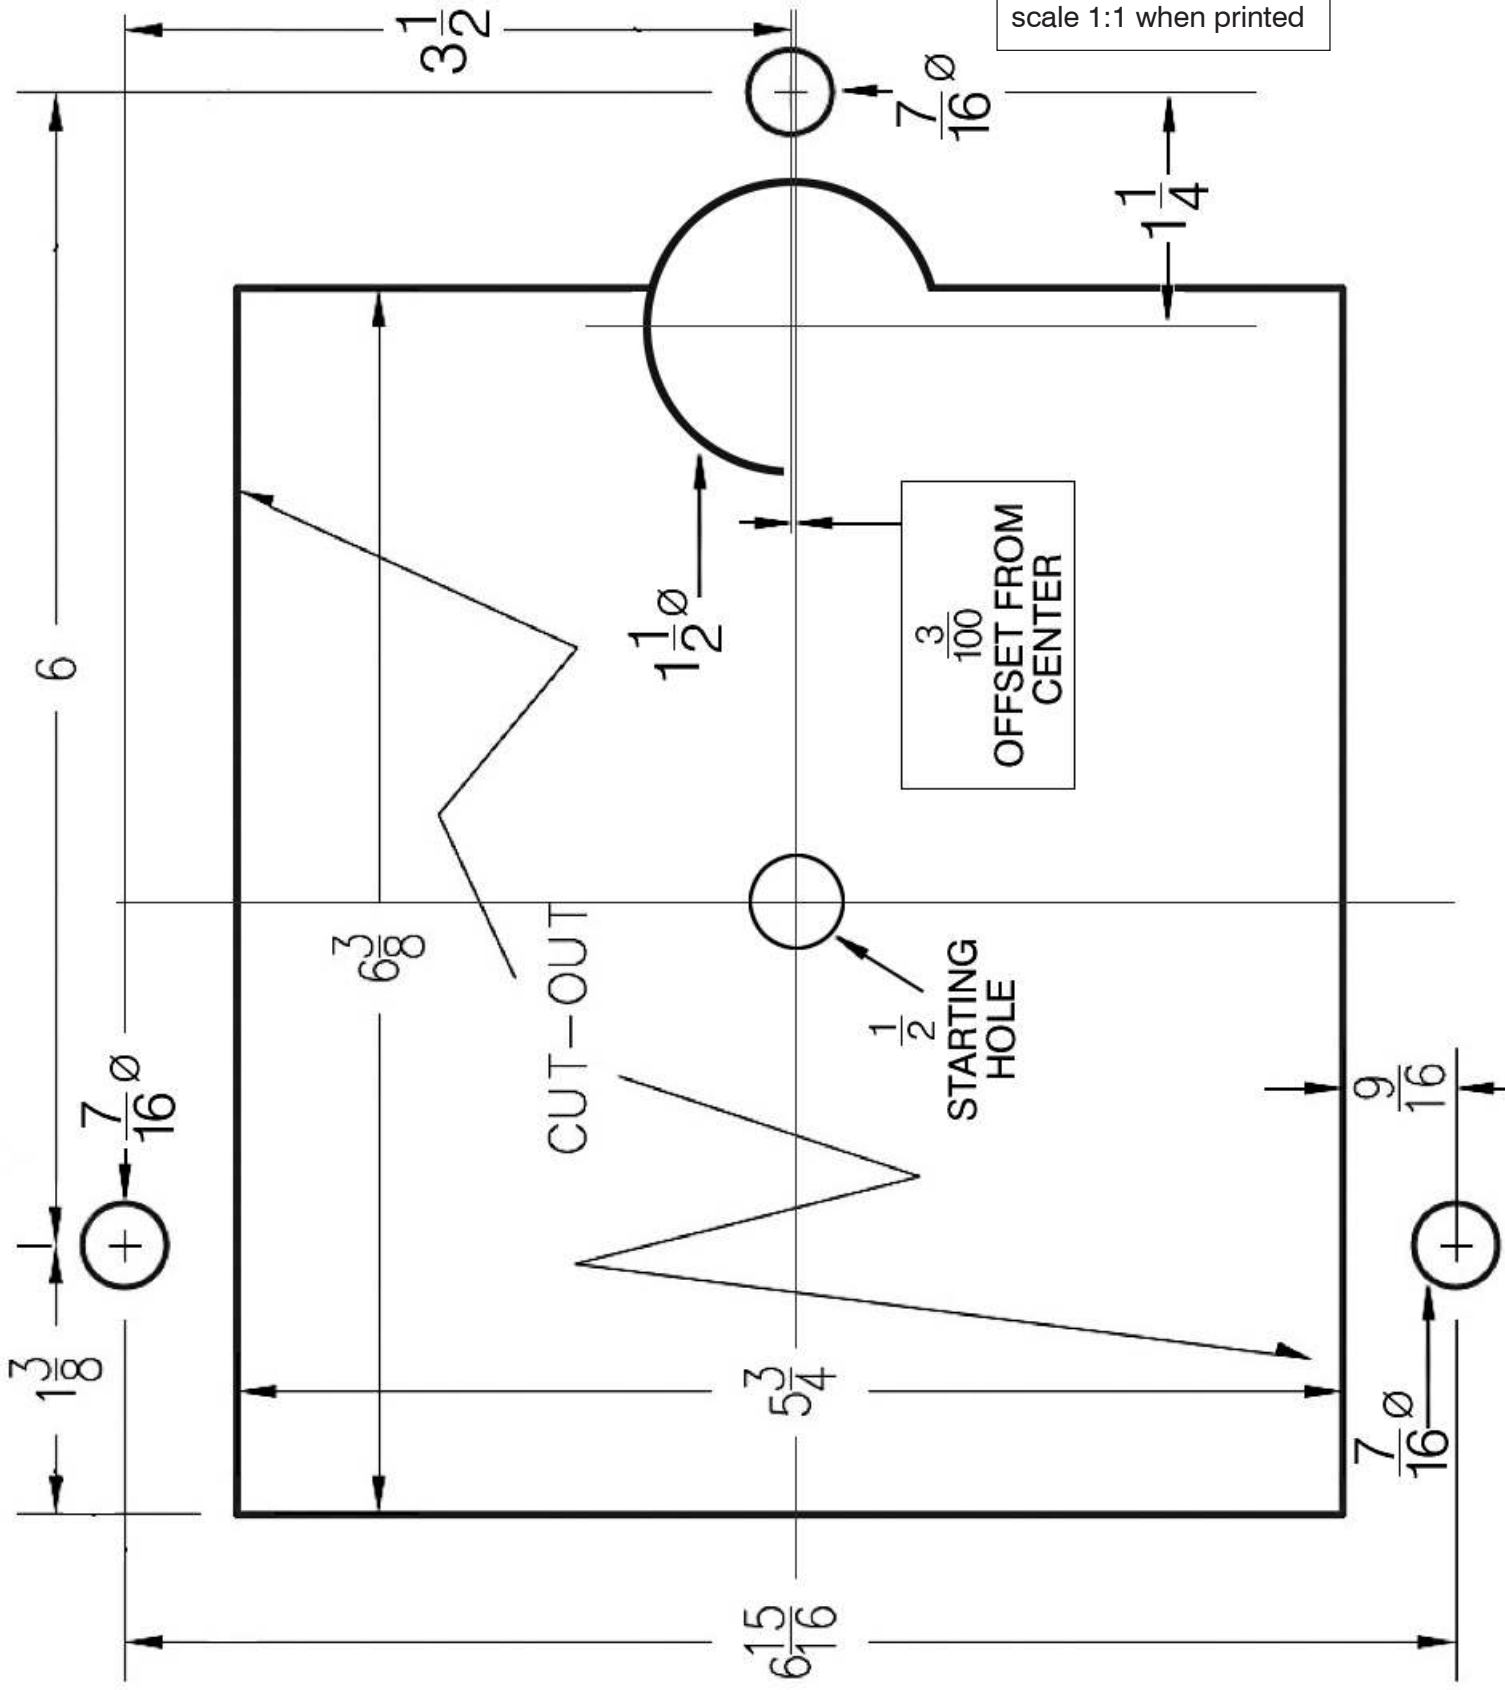 scale 1:1 when printed
3 1/2
7/16 Ø
1 1/4
6
1 1/2 Ø
3/100
OFFSET FROM
CENTER
6 3/8
CUT-OUT
1/2
STARTING
HOLE
7/16 Ø
9/16
1 3/8
5 3/4
7/16 Ø
6 15/16